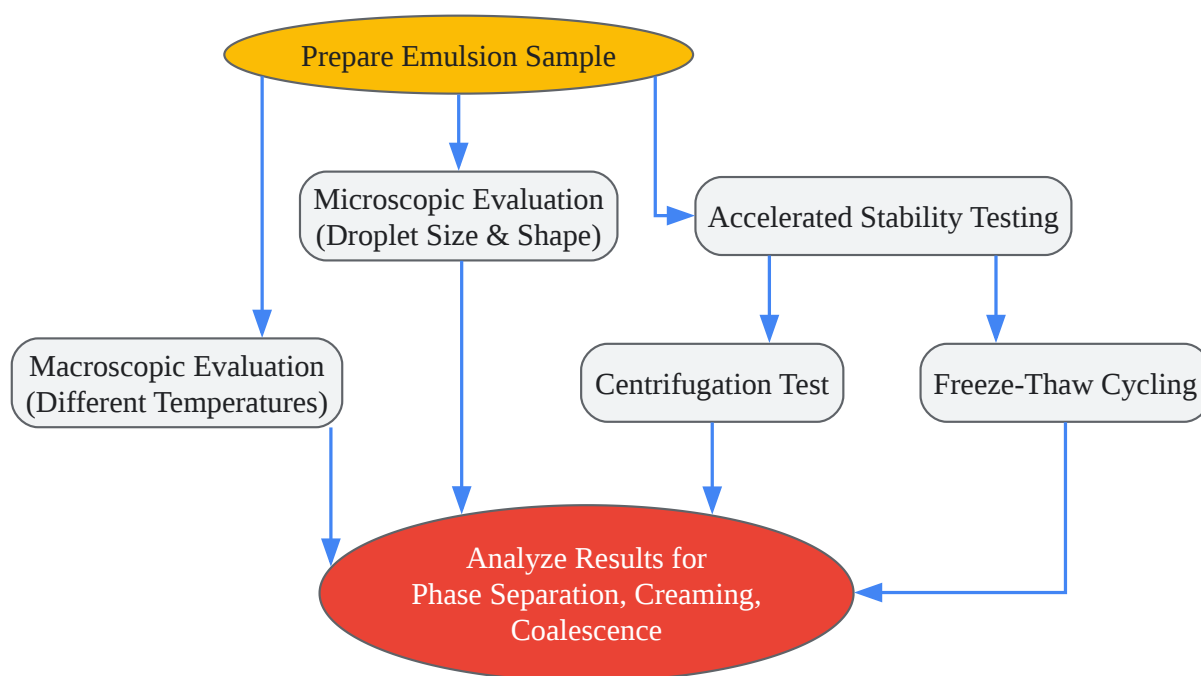 Prepare Emulsion Sample
Microscopic Evaluation
(Droplet Size & Shape)
Accelerated Stability Testing
Macroscopic Evaluation
(Different Temperatures)
Centrifugation Test
Freeze-Thaw Cycling
Analyze Results for
Phase Separation, Creaming,
Coalescence